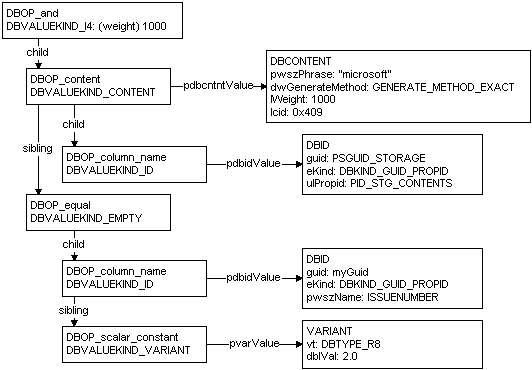 DBOP_and
DBVALUEKIND_I4: (weight) 1000
child
DBOP_content
DBVALUEKIND_CONTENT
pdbcntntValue
DBCONTENT
pwszPhrase: "microsoft"
dwGenerateMethod: GENERATE_METHOD_EXACT
lWeight: 1000
lcid: 0x409
child
sibling
DBOP_column_name
DBVALUEKIND_ID
pdbidValue
DBID
guid: PSGUID_STORAGE
eKind: DBKIND_GUID_PROPID
ulPropid: PID_STG_CONTENTS
DBOP_equal
DBVALUEKIND_EMPTY
child
DBOP_column_name
DBVALUEKIND_ID
pdbidValue
DBID
guid: myGuid
eKind: DBKIND_GUID_PROPID
pwszName: ISSUENUMBER
sibling
DBOP_scalar_constant
DBVALUEKIND_VARIANT
pvarValue
VARIANT
vt: DBTYPE_R8
dblVal: 2.0